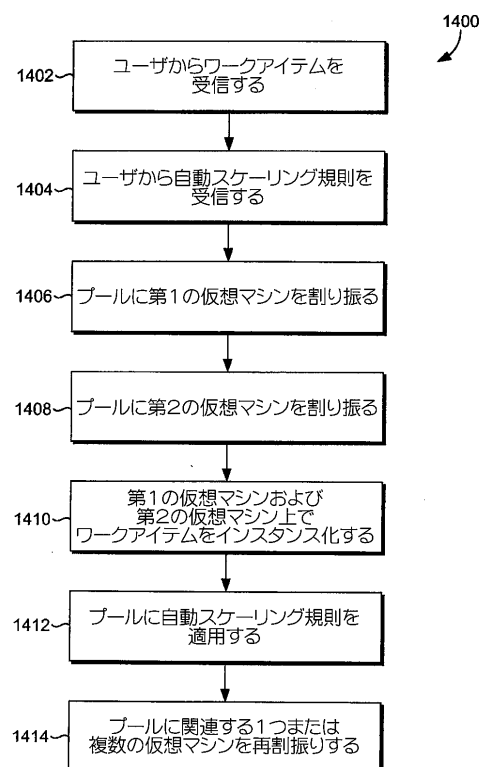 1400
1402
ユーザからワークアイテムを
受信する
1404
ユーザから自動スケーリング規則を
受信する
1406
プールに第1の仮想マシンを割り振る
1408
プールに第2の仮想マシンを割り振る
1410
第1の仮想マシンおよび
第2の仮想マシン上で
ワークアイテムをインスタンス化する
1412
プールに自動スケーリング規則を
適用する
1414
プールに関連する1つまたは
複数の仮想マシンを再割振りする